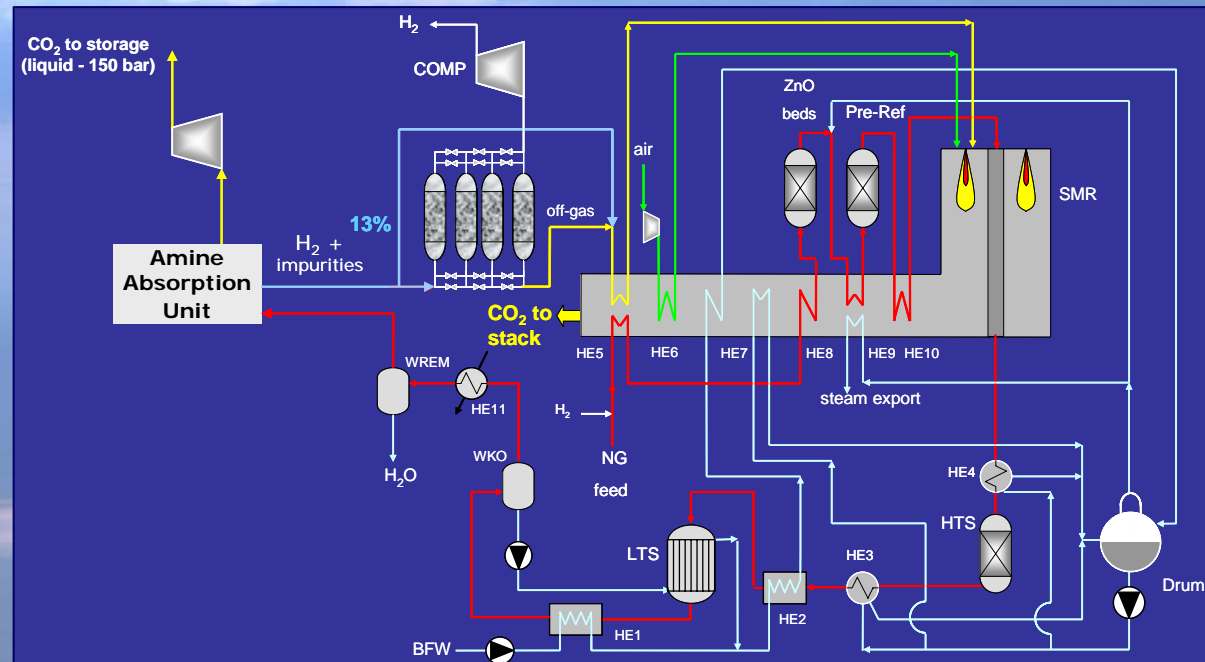 CO₂ to storage
(liquid - 150 bar)
H₂
COMP
ZnO
beds
Pre-Ref
air
SMR
off-gas
13%
H₂ +
impurities
Amine
Absorption
Unit
CO₂ to
stack
HE5
HE6
HE7
HE8
HE9
HE10
steam export
WREM
HE11
H₂
H₂O
NG
feed
WKO
HE4
HTS
LTS
HE3
Drum
HE2
HE1
BFW